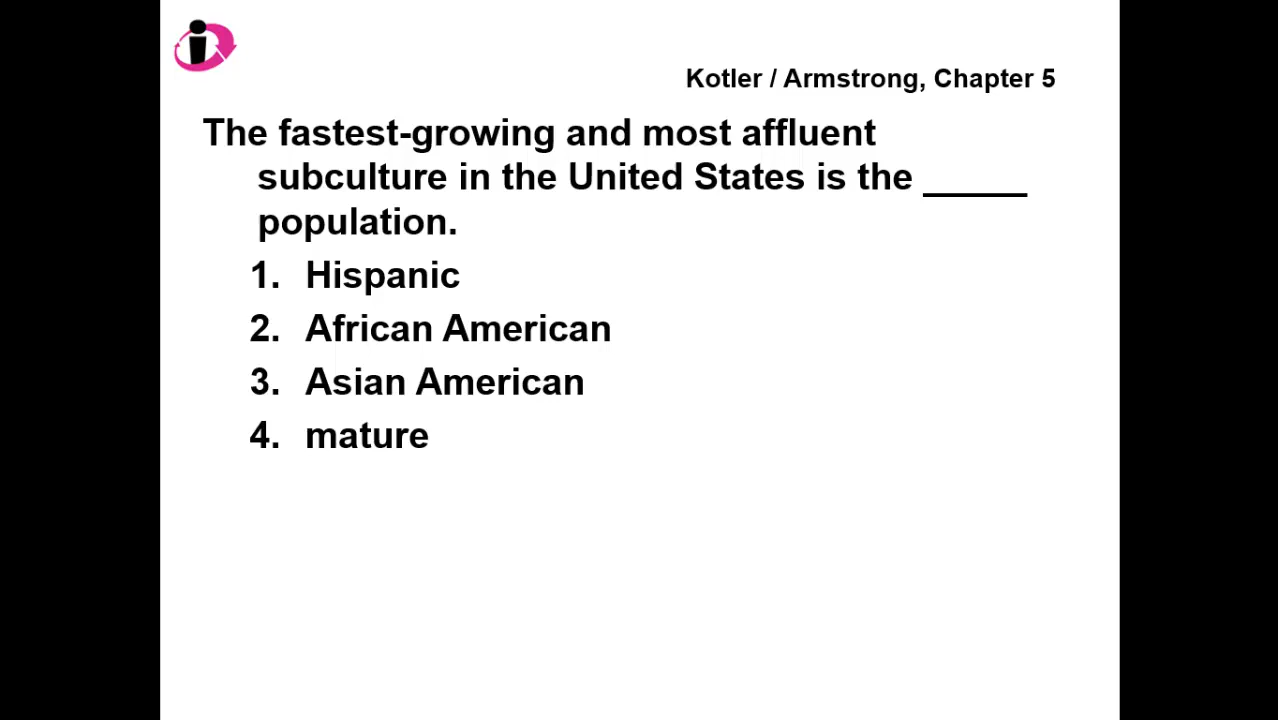 Kotler / Armstrong, Chapter 5
The fastest-growing and most affluent
subculture in the United States is the _____
population.
1. Hispanic
2. African American
3. Asian American
4. mature